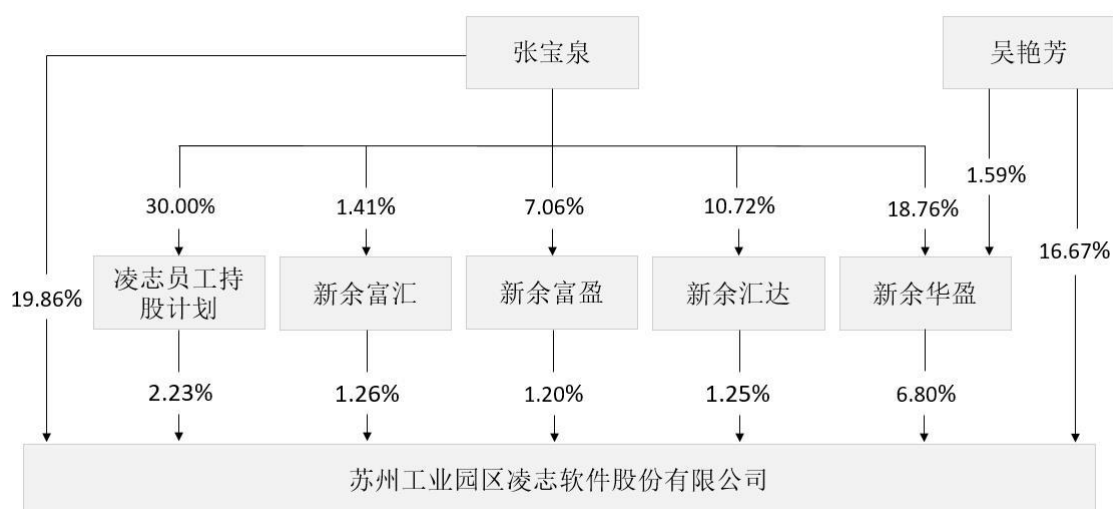 张宝泉
吴艳芳
1.59%
30.00%
1.41%
7.06%
10.72%
18.76%
16.67%
19.86%
凌志员工持
股计划
新余富汇
新余富盈
新余汇达
新余华盈
2.23%
1.26%
1.20%
1.25%
6.80%
苏州工业园区凌志软件股份有限公司